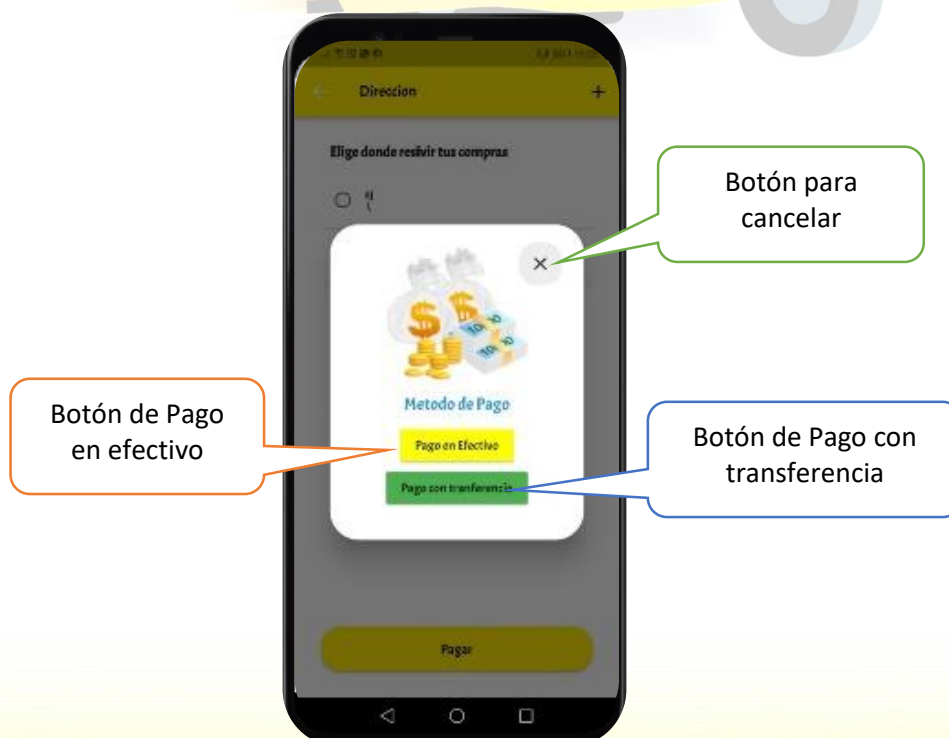 Direccion
+
Elige donde resivir tus compras
Botón para
cancelar
Metodo de Pago
Botón de Pago
en efectivo
Pago en Efectivo
Botón de Pago con
transferencia
Pago con tranferencia
Pagar